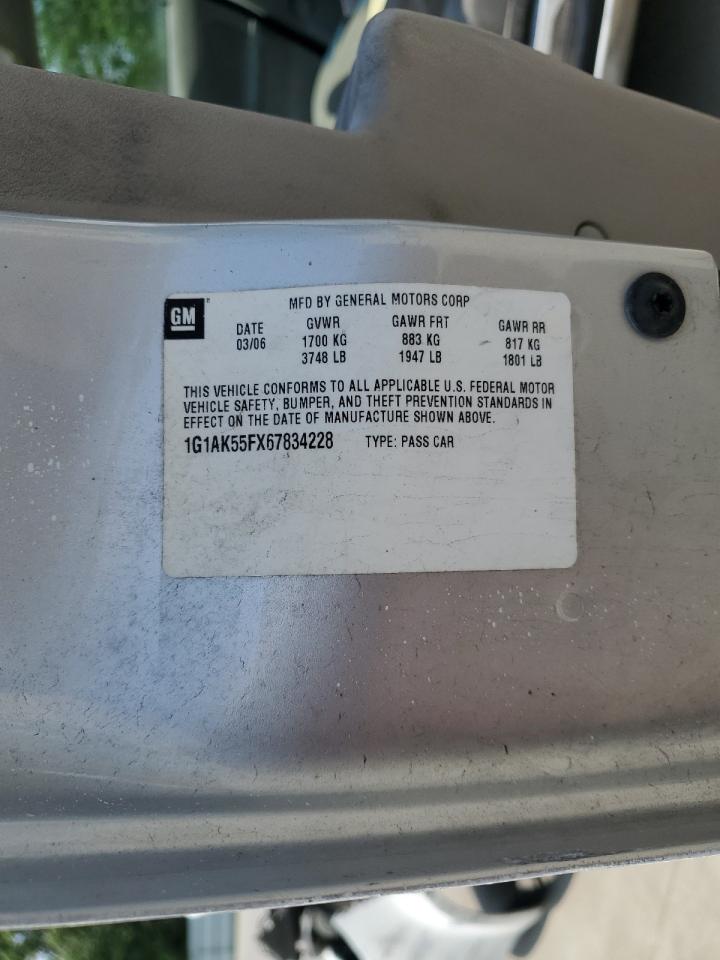 GM
MFD BY GENERAL MOTORS CORP
DATE GVWR GAWR FRT GAWR RR
03/06 1700 KG 883 KG 817 KG
3748 LB 1947 LB 1801 LB
THIS VEHICLE CONFORMS TO ALL APPLICABLE U.S. FEDERAL MOTOR
VEHICLE SAFETY, BUMPER, AND THEFT PREVENTION STANDARDS IN
EFFECT ON THE DATE OF MANUFACTURE SHOWN ABOVE.
1G1AK55FX67834228 TYPE: PASS CAR